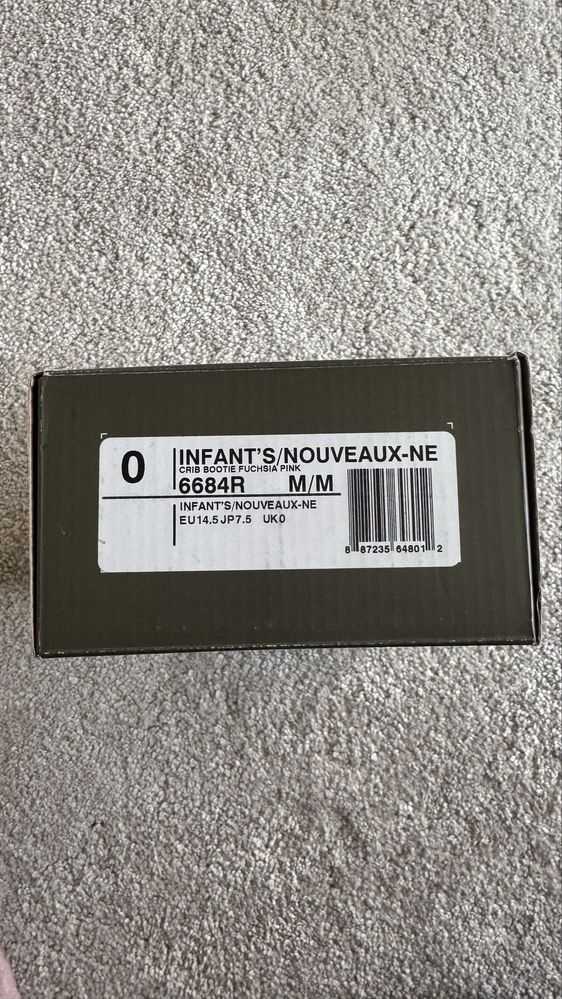 0
INFANT'S/NOUVEAUX-NE
CRIB BOOTIE FUCHSIA PINK
6684R M/M
INFANT'S/NOUVEAUX-NE
EU14.5 JP7.5 UK0
8 87235 64801 2